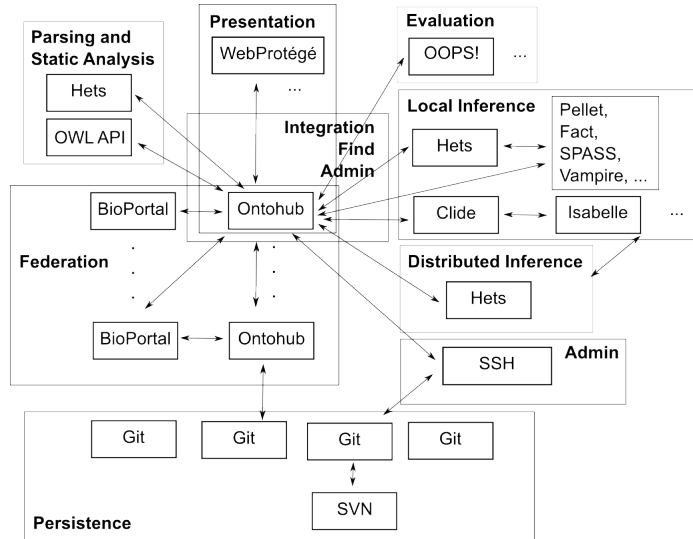 Parsing and
Static Analysis
Hets
OWL API
Presentation
WebProtégé
...
Evaluation
OOPS!
...
Integration
Find
Admin
Local Inference
Hets
Pellet,
Fact,
SPASS,
Vampire, ...
Clide
Isabelle
...
BioPortal
Ontohub
Federation
BioPortal
Ontohub
Distributed Inference
Hets
Admin
SSH
Git
Git
Git
Git
SVN
Persistence